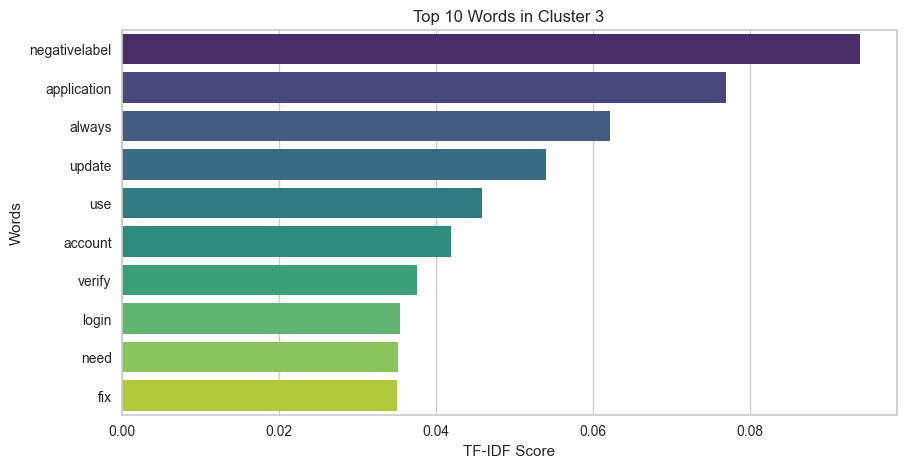 Top 10 Words in Cluster 3
Words
negativelabel
application
always
update
use
account
verify
login
need
fix
0.00 0.02 0.04 0.06 0.08
TF-IDF Score